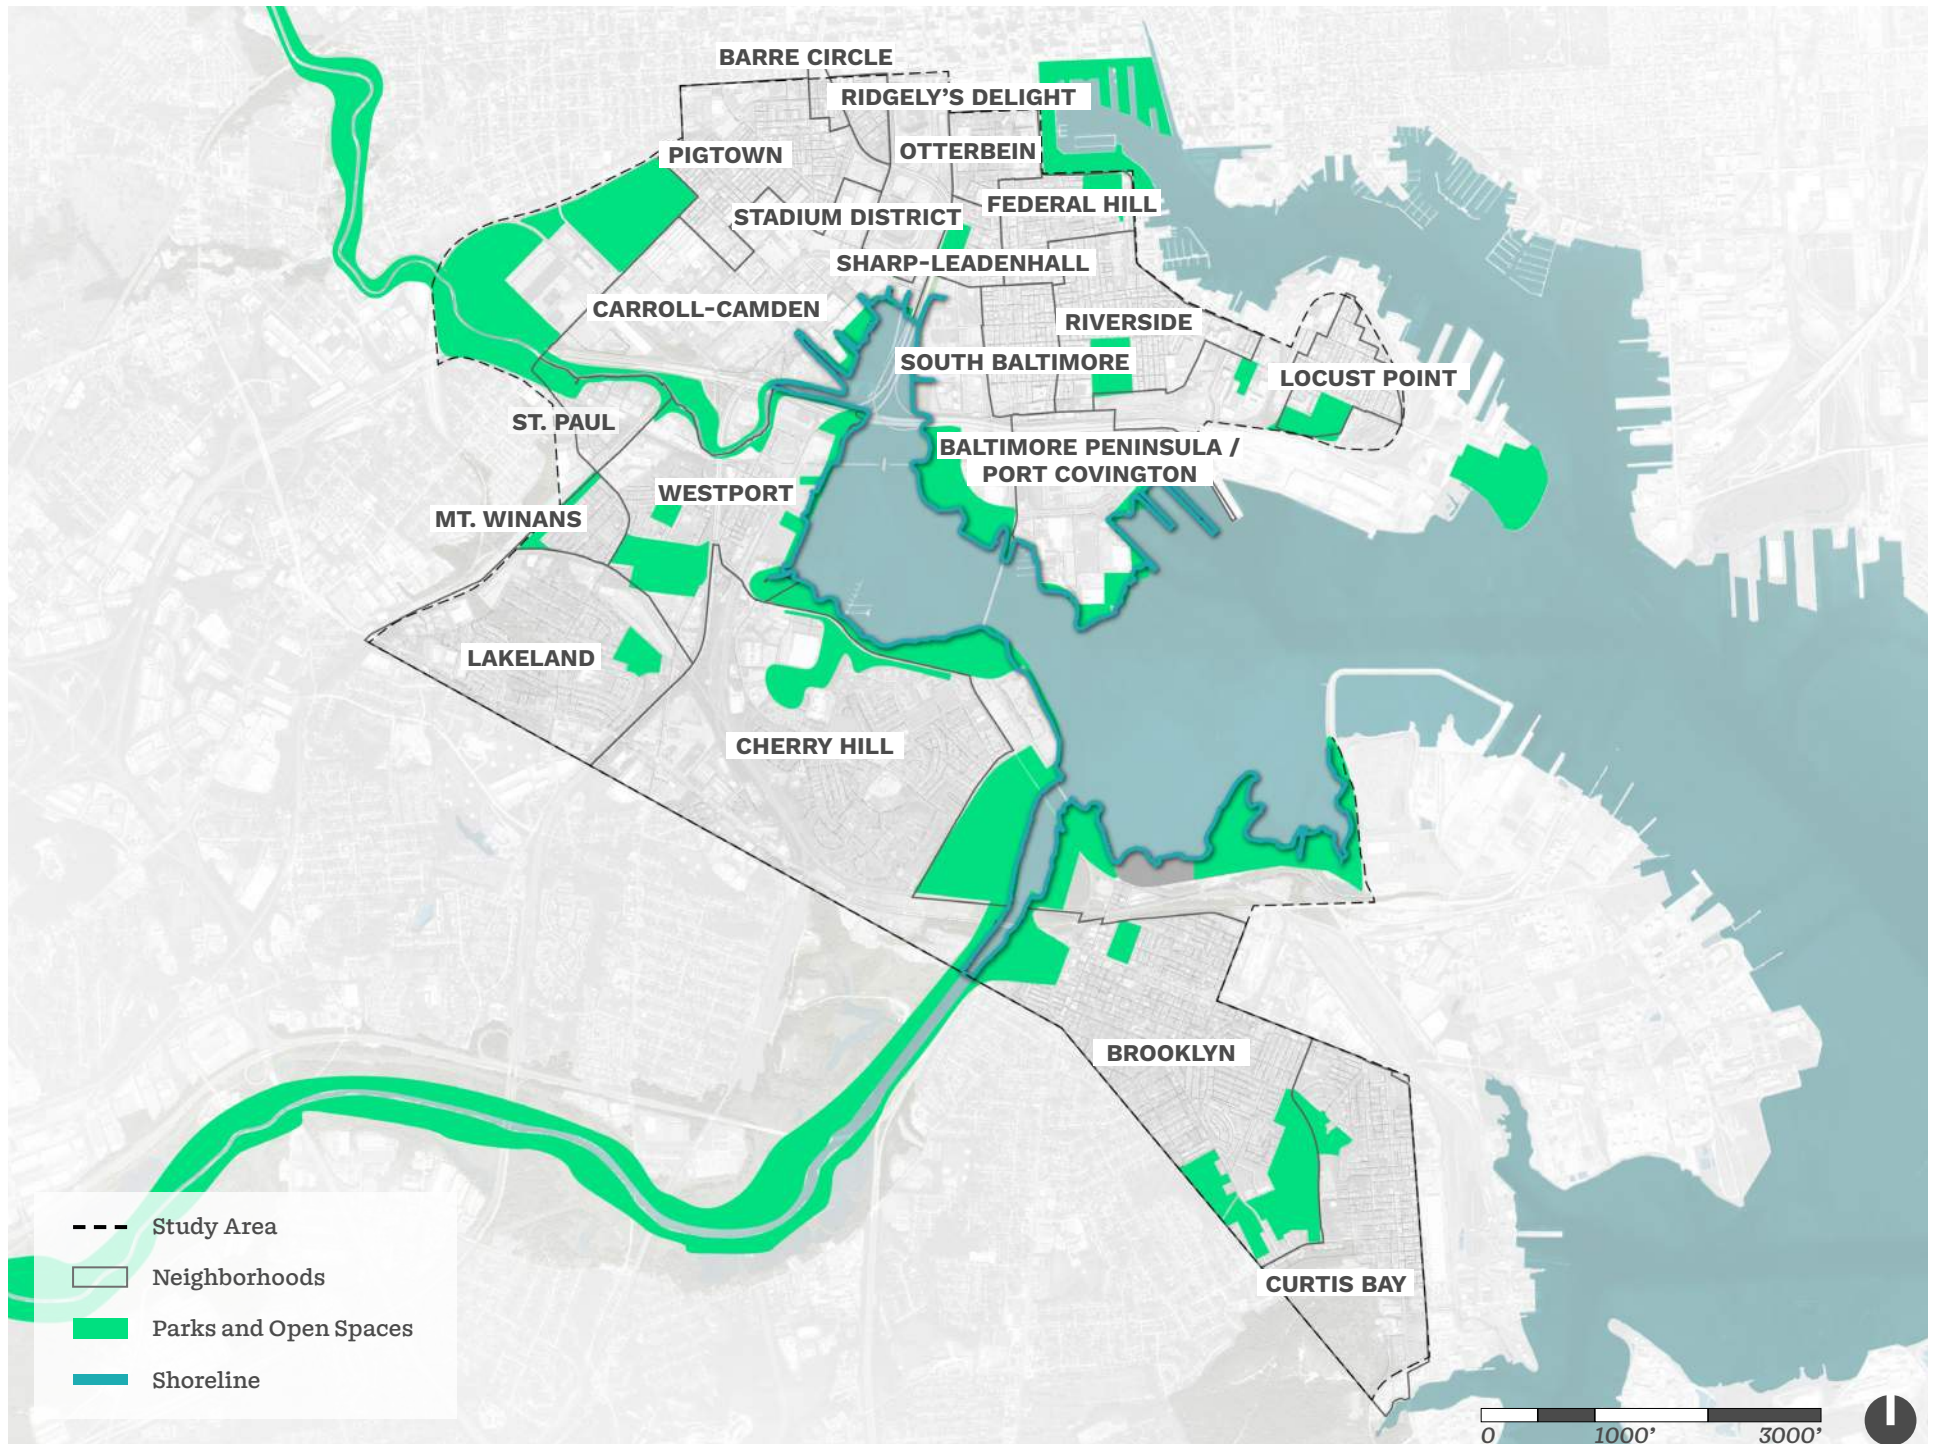 BARRE CIRCLE
RIDGELY’S DELIGHT
PIGTOWN
OTTERBEIN
STADIUM DISTRICT
FEDERAL HILL
SHARP-LEADENHALL
CARROLL-CAMDEN
RIVERSIDE
SOUTH BALTIMORE
LOCUST POINT
ST. PAUL
BALTIMORE PENINSULA /
PORT COVINGTON
WESTPORT
MT. WINANS
LAKELAND
CHERRY HILL
BROOKLYN
CURTIS BAY
Study Area
Neighborhoods
Parks and Open Spaces
Shoreline
0 1000’ 3000’